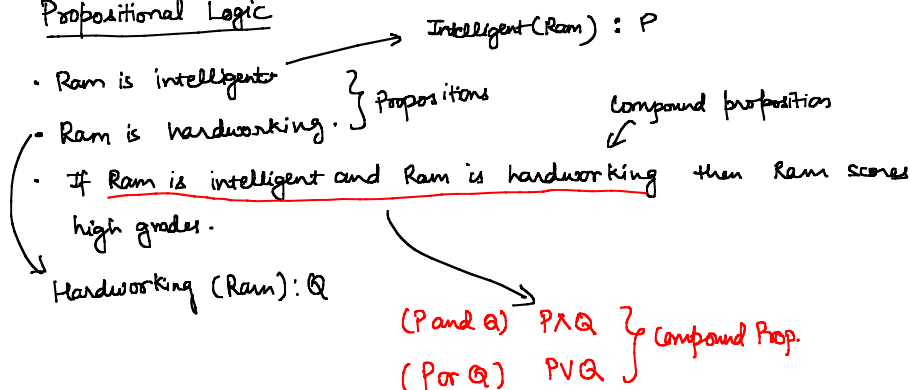 Propositional Logic
Intelligent (Ram) : P
• Ram is intelligent.
• Ram is hardworking. } Propositions
Compound proposition
• If Ram is intelligent and Ram is hardworking then Ram scores
high grades.
Hardworking (Ram) : Q
(P and Q) P∧Q
(P or Q) P∨Q } Compound Prop.